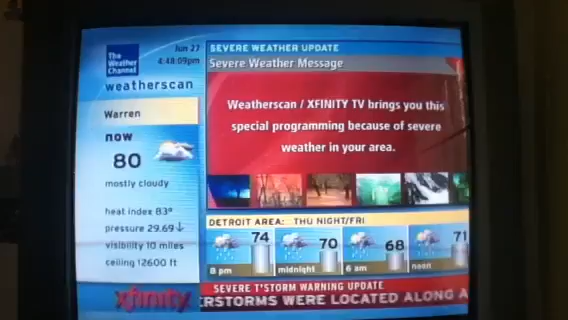 The
Weather
Channel
Jun 27
4:48:09pm
weatherscan
Warren
now
80
mostly cloudy
heat index 83°
pressure 29.69↓
visibility 10 miles
ceiling 12600 ft
xfinity
SEVERE WEATHER UPDATE
Severe Weather Message
Weatherscan / XFINITY TV brings you this
special programming because of severe
weather in your area.
DETROIT AREA: THU NIGHT/FRI
74 70 68 71
8 pm midnight 6 am noon
SEVERE T'STORM WARNING UPDATE
ERSTORMS WERE LOCATED ALONG A